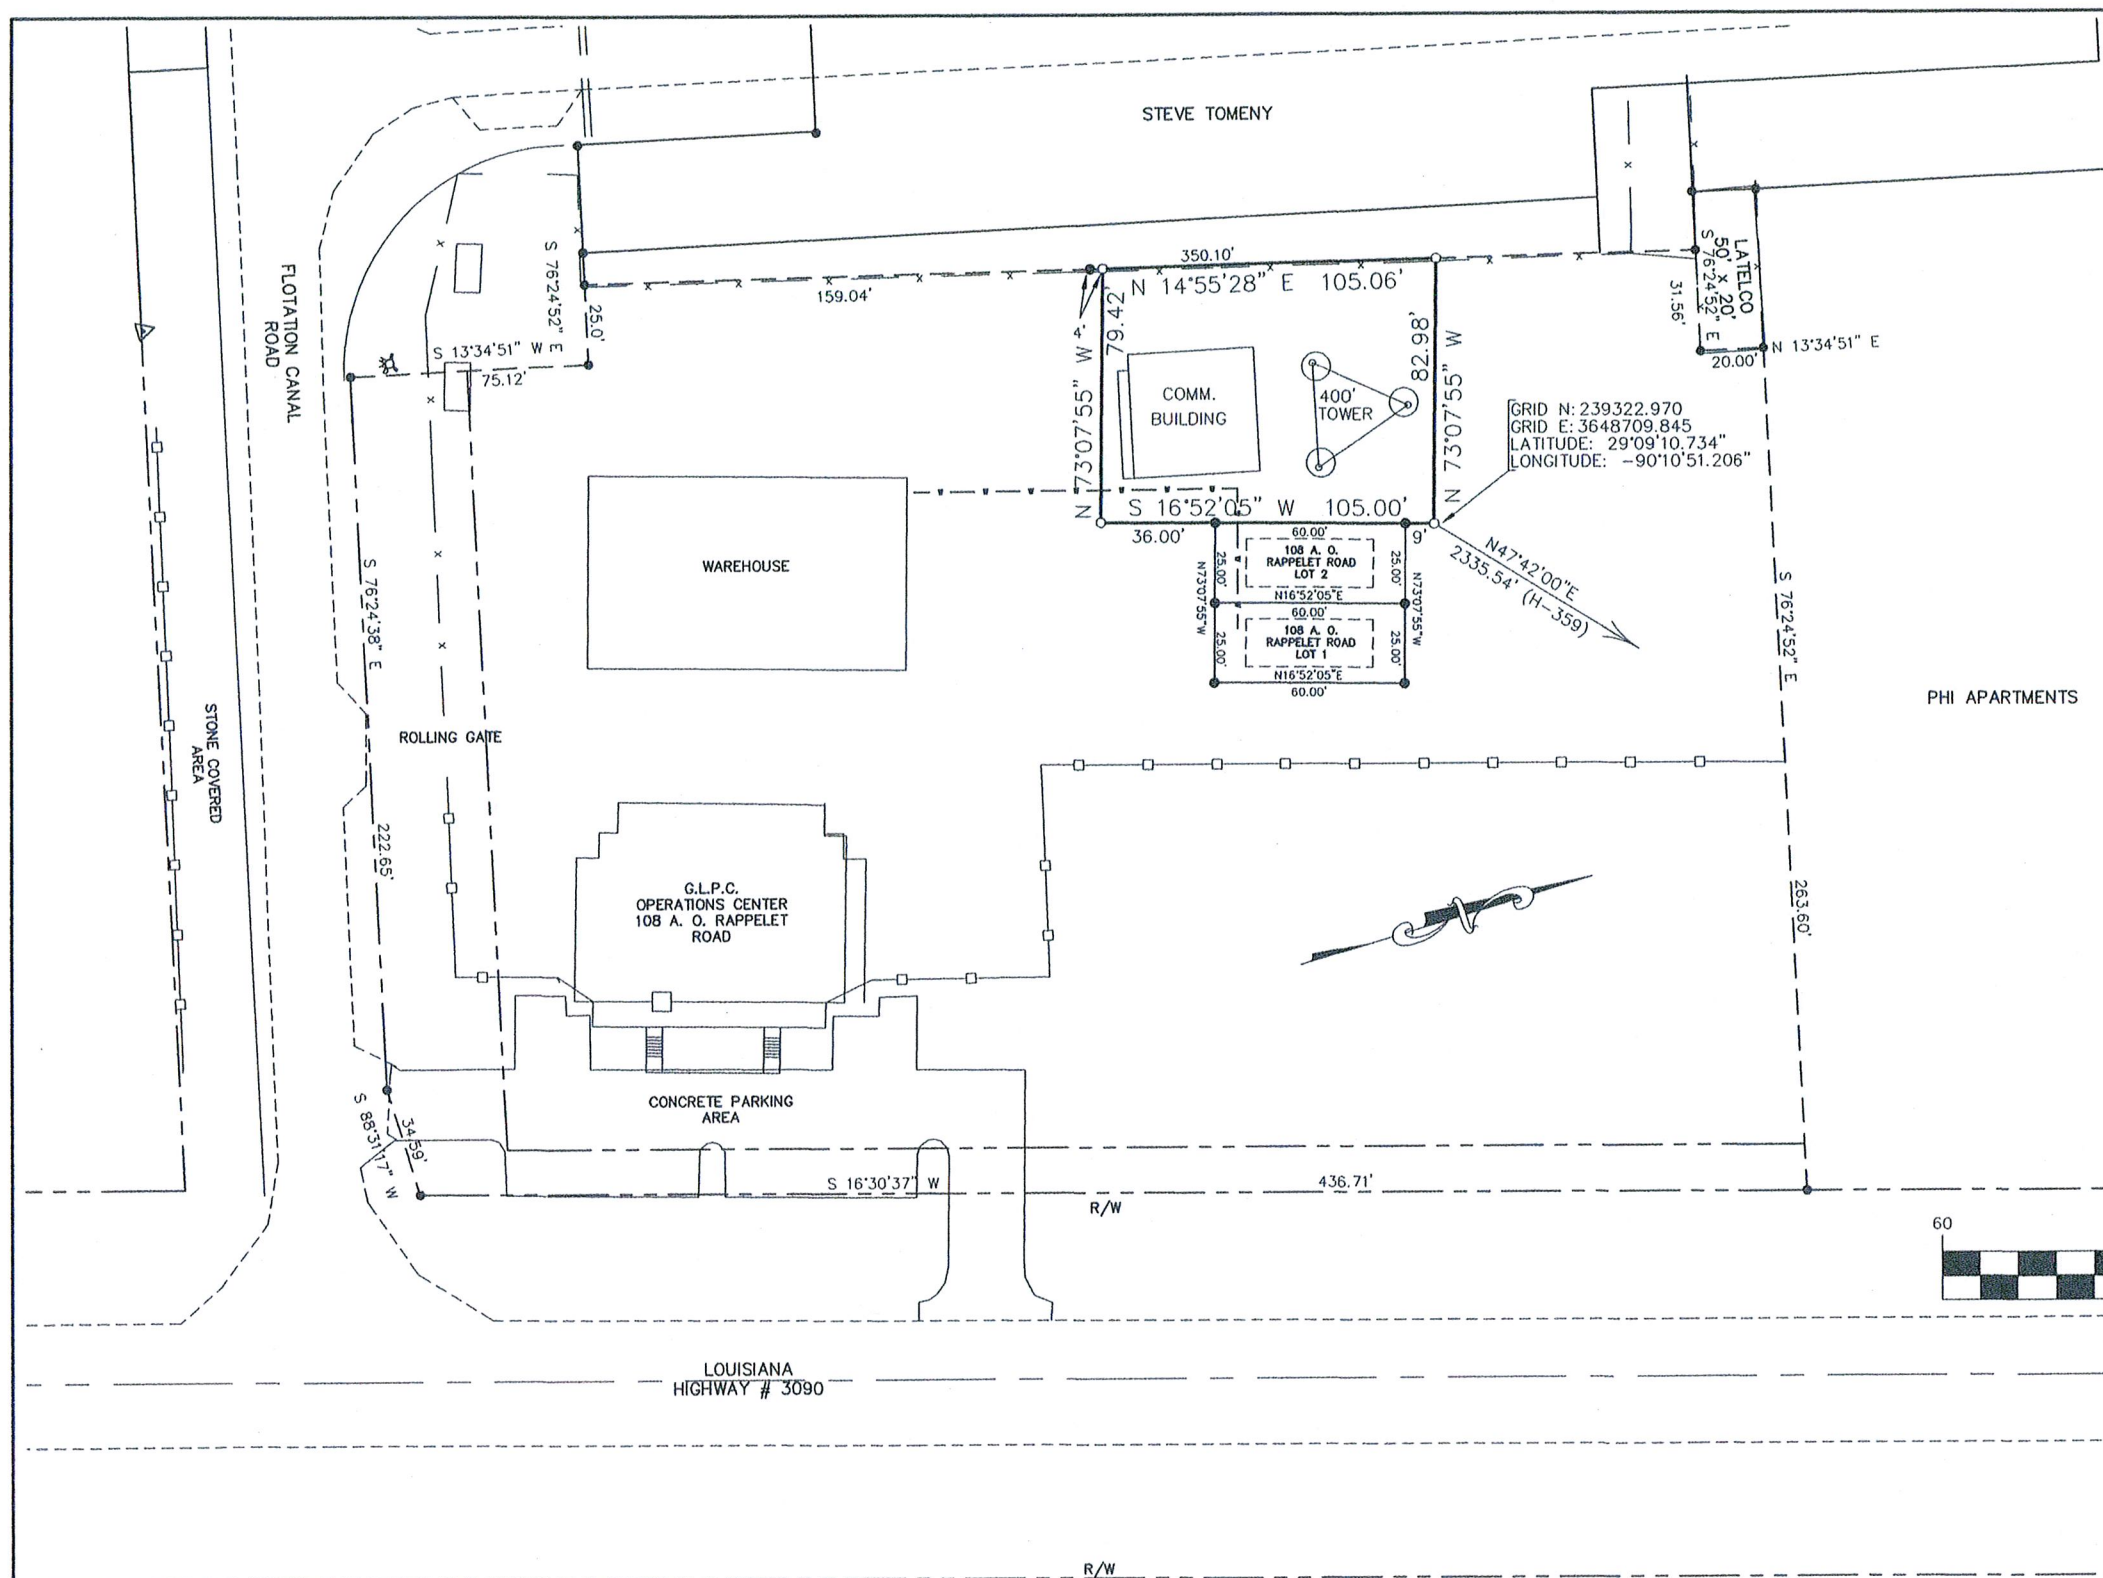 STEVE TOMENY
FLOTATION CANAL
ROAD
S 76°24'52" E
25.0'
S 13°34'51" W
75.12'
159.04'
350.10'
N 14°55'28" E 105.06'
4'
79.42'
N 73°07'55" W
82.98'
N 73°07'55" W
COMM.
BUILDING
400'
TOWER
S 16°52'05" W 105.00'
36.00'
60.00'
9'
LATELCO
50' x 20'
S 76°24'52" E
31.56'
N 13°34'51" E
20.00'
GRID N: 239322.970
GRID E: 3648709.845
LATITUDE: 29°09'10.734"
LONGITUDE: -90°10'51.206"
N47°42'00"E
2335.54' (H-359)
108 A. O.
RAPPELET ROAD
LOT 2
25.00'
25.00'
N16°52'05"E
60.00'
N73°07'55"W
N73°07'55"W
108 A. O.
RAPPELET ROAD
LOT 1
25.00'
25.00'
N16°52'05"E
60.00'
WAREHOUSE
S 76°24'38" E
222.65'
ROLLING GATE
STONE COVERED
AREA
S 76°24'52" E
263.60'
PHI APARTMENTS
G.L.P.C.
OPERATIONS CENTER
108 A. O. RAPPELET
ROAD
CONCRETE PARKING
AREA
S 88°31'17" W
34.59'
S 16°30'37" W
436.71'
R/W
60
LOUISIANA
HIGHWAY # 3090
R/W